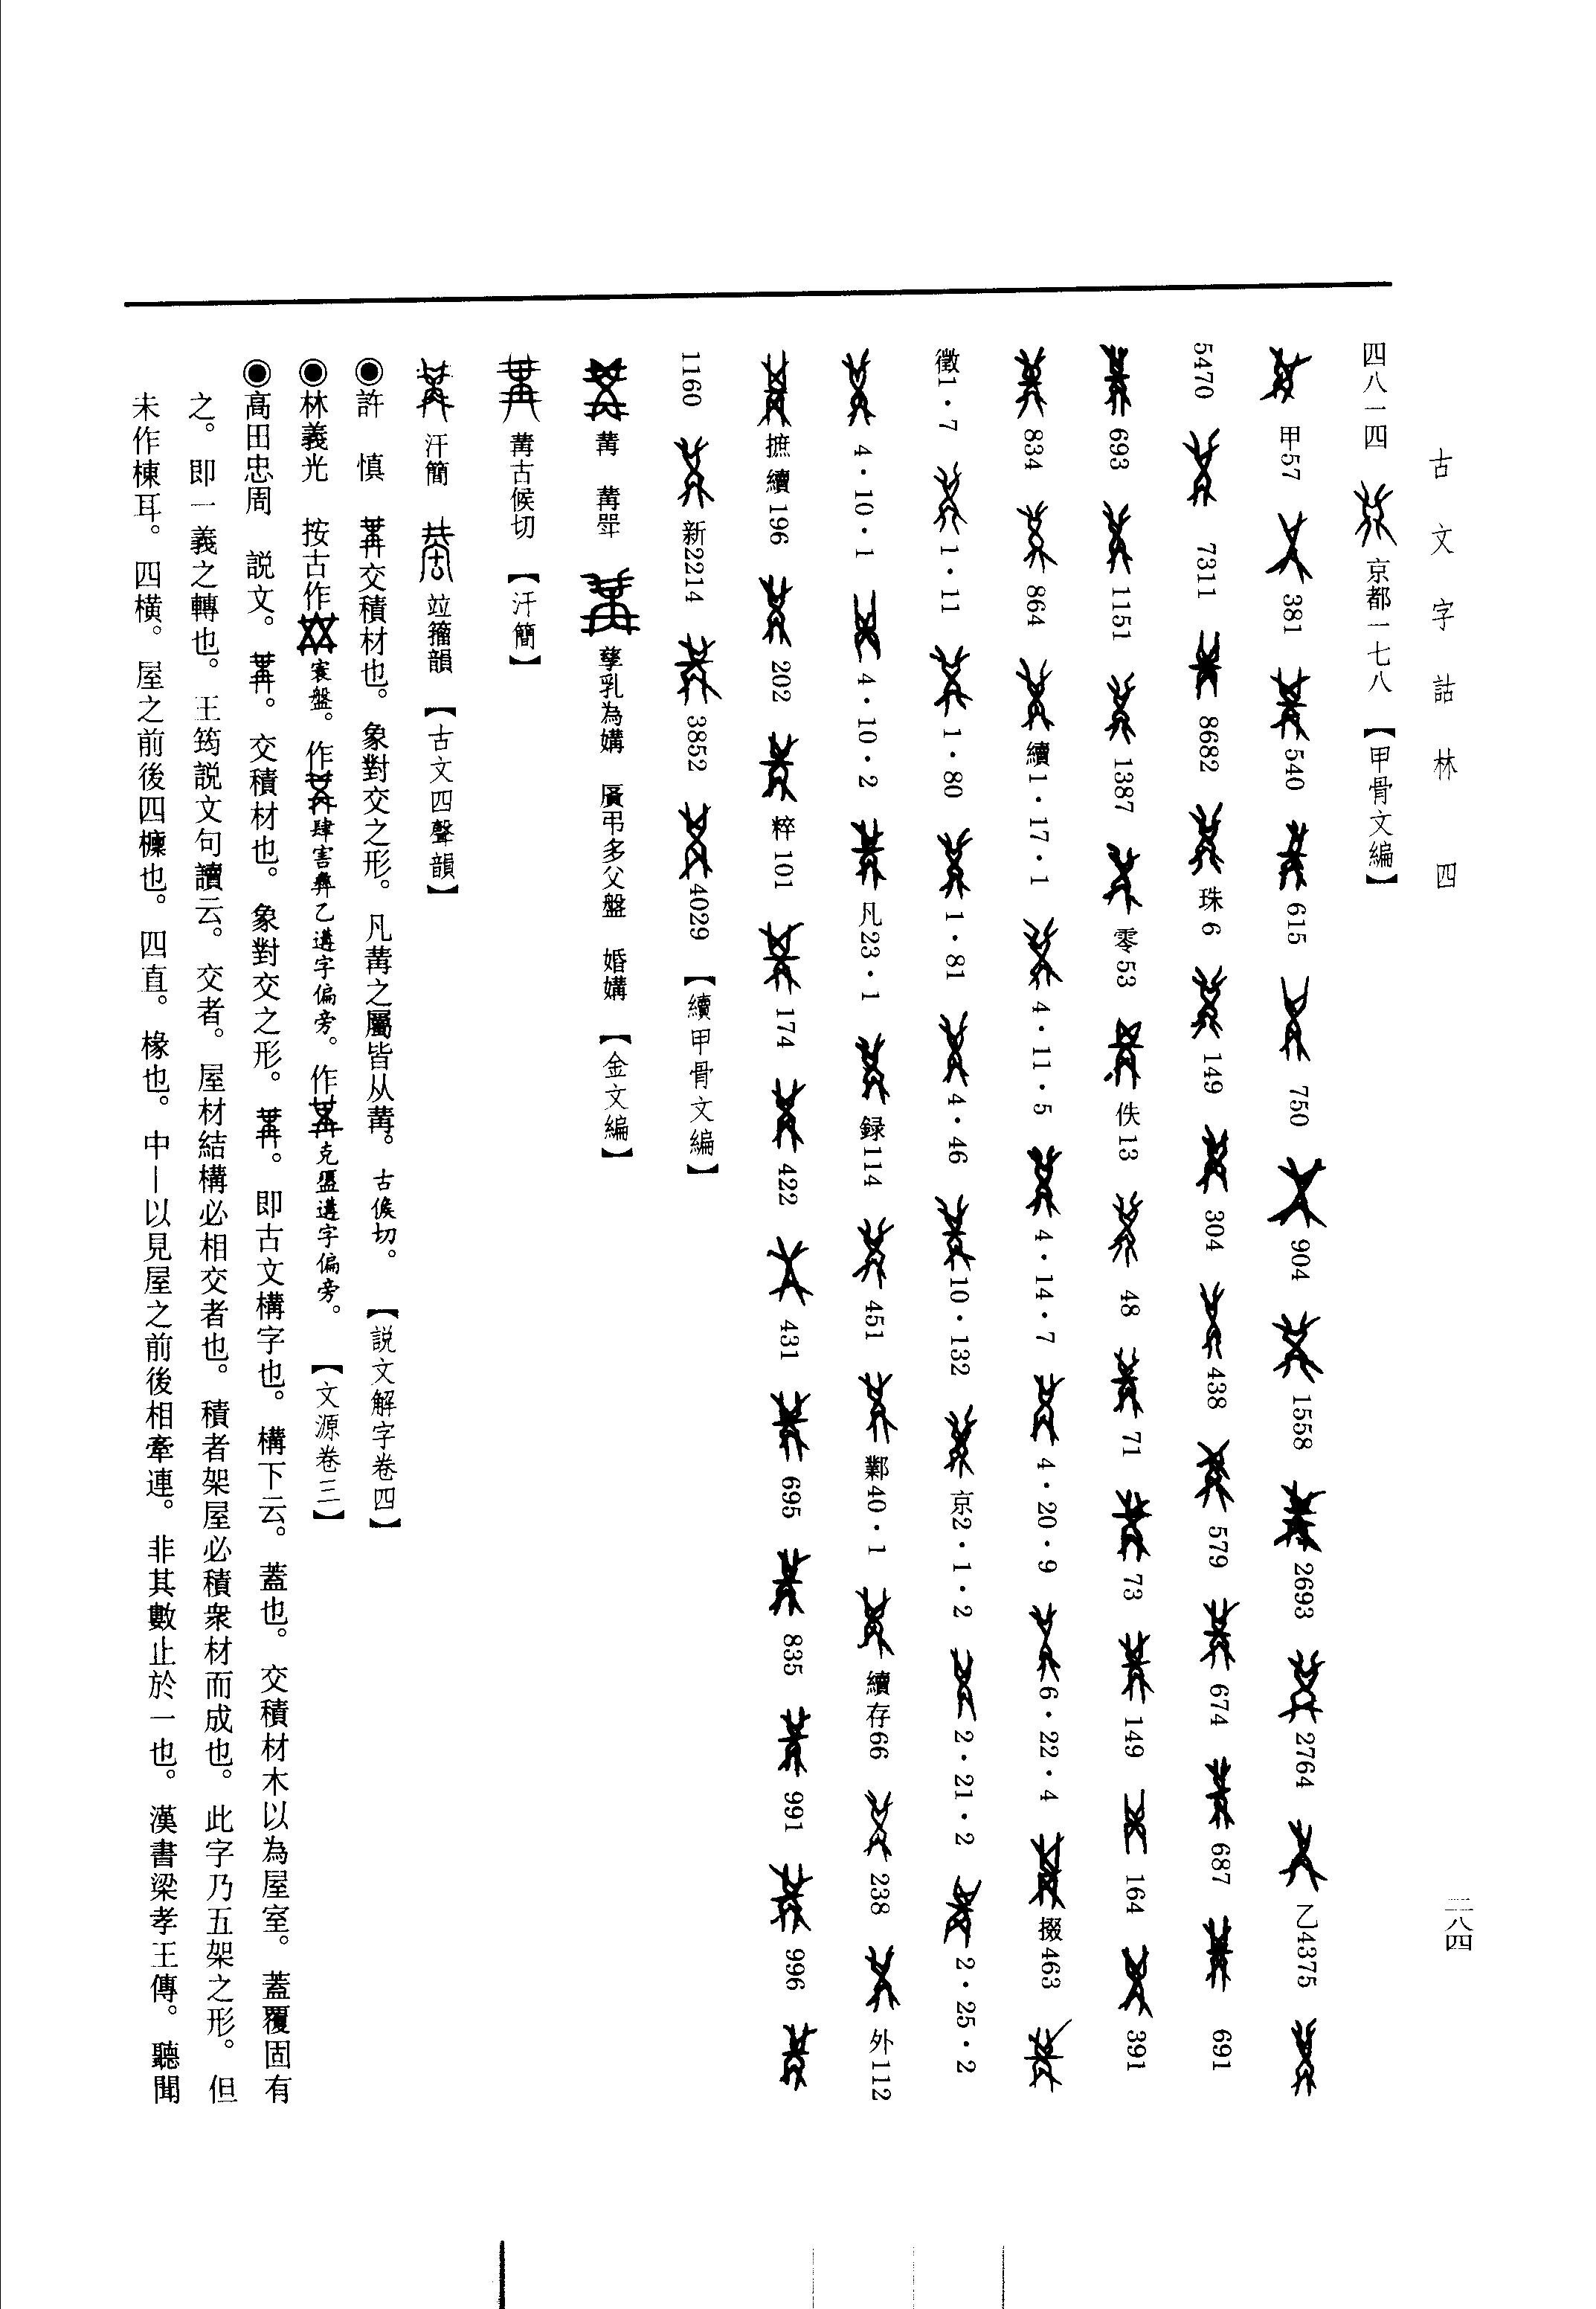 古文字詁林 四
二八四
四八一四 京都一七八 【甲骨文編】
甲57 381 540 615 750 904 1558 2693 2764 乙4375
5470 7311 8682 珠6 149 304 438 579 674 687 691
693 1151 1387 零53 佚13 48 71 73 149 164 391
834 864 續1·17·1 4·11·5 4·14·7 4·20·9 6·22·4 掇463
徵1·7 1·11 1·80 1·81 4·46 10·132 京2·1·2 2·21·2 2·25·2
4·10·1 4·10·2 凡23·1 録114 451 鄴40·1 續存66 238 外112
摭續196 202 粹101 174 422 431 695 835 991 996
1160 新2214 3852 4029 【續甲骨文編】
冓 冓斝 孳乳為媾 㝬弔多父盤 婚媾 【金文編】
冓古候切 【汗簡】
汗簡 竝籀韻 【古文四聲韻】
◉許 慎 冓交積材也。象對交之形。凡冓之屬皆从冓。古候切。 【説文解字卷四】
◉林義光 按古作 寰盤。作 肆害彝乙遘字偏旁。作 克盨遘字偏旁。 【文源卷三】
◉高田忠周 説文。冓。交積材也。象對交之形。冓。即古文構字也。構下云。蓋也。交積材木以為屋室。蓋覆固有
之。即一義之轉也。王筠説文句讀云。交者。屋材結構必相交者也。積者架屋必積衆材而成也。此字乃五架之形。但
未作棟耳。四横。屋之前後四檩也。四直。椽也。中丨以見屋之前後相牽連。非其數止於一也。漢書梁孝王傳。聽聞